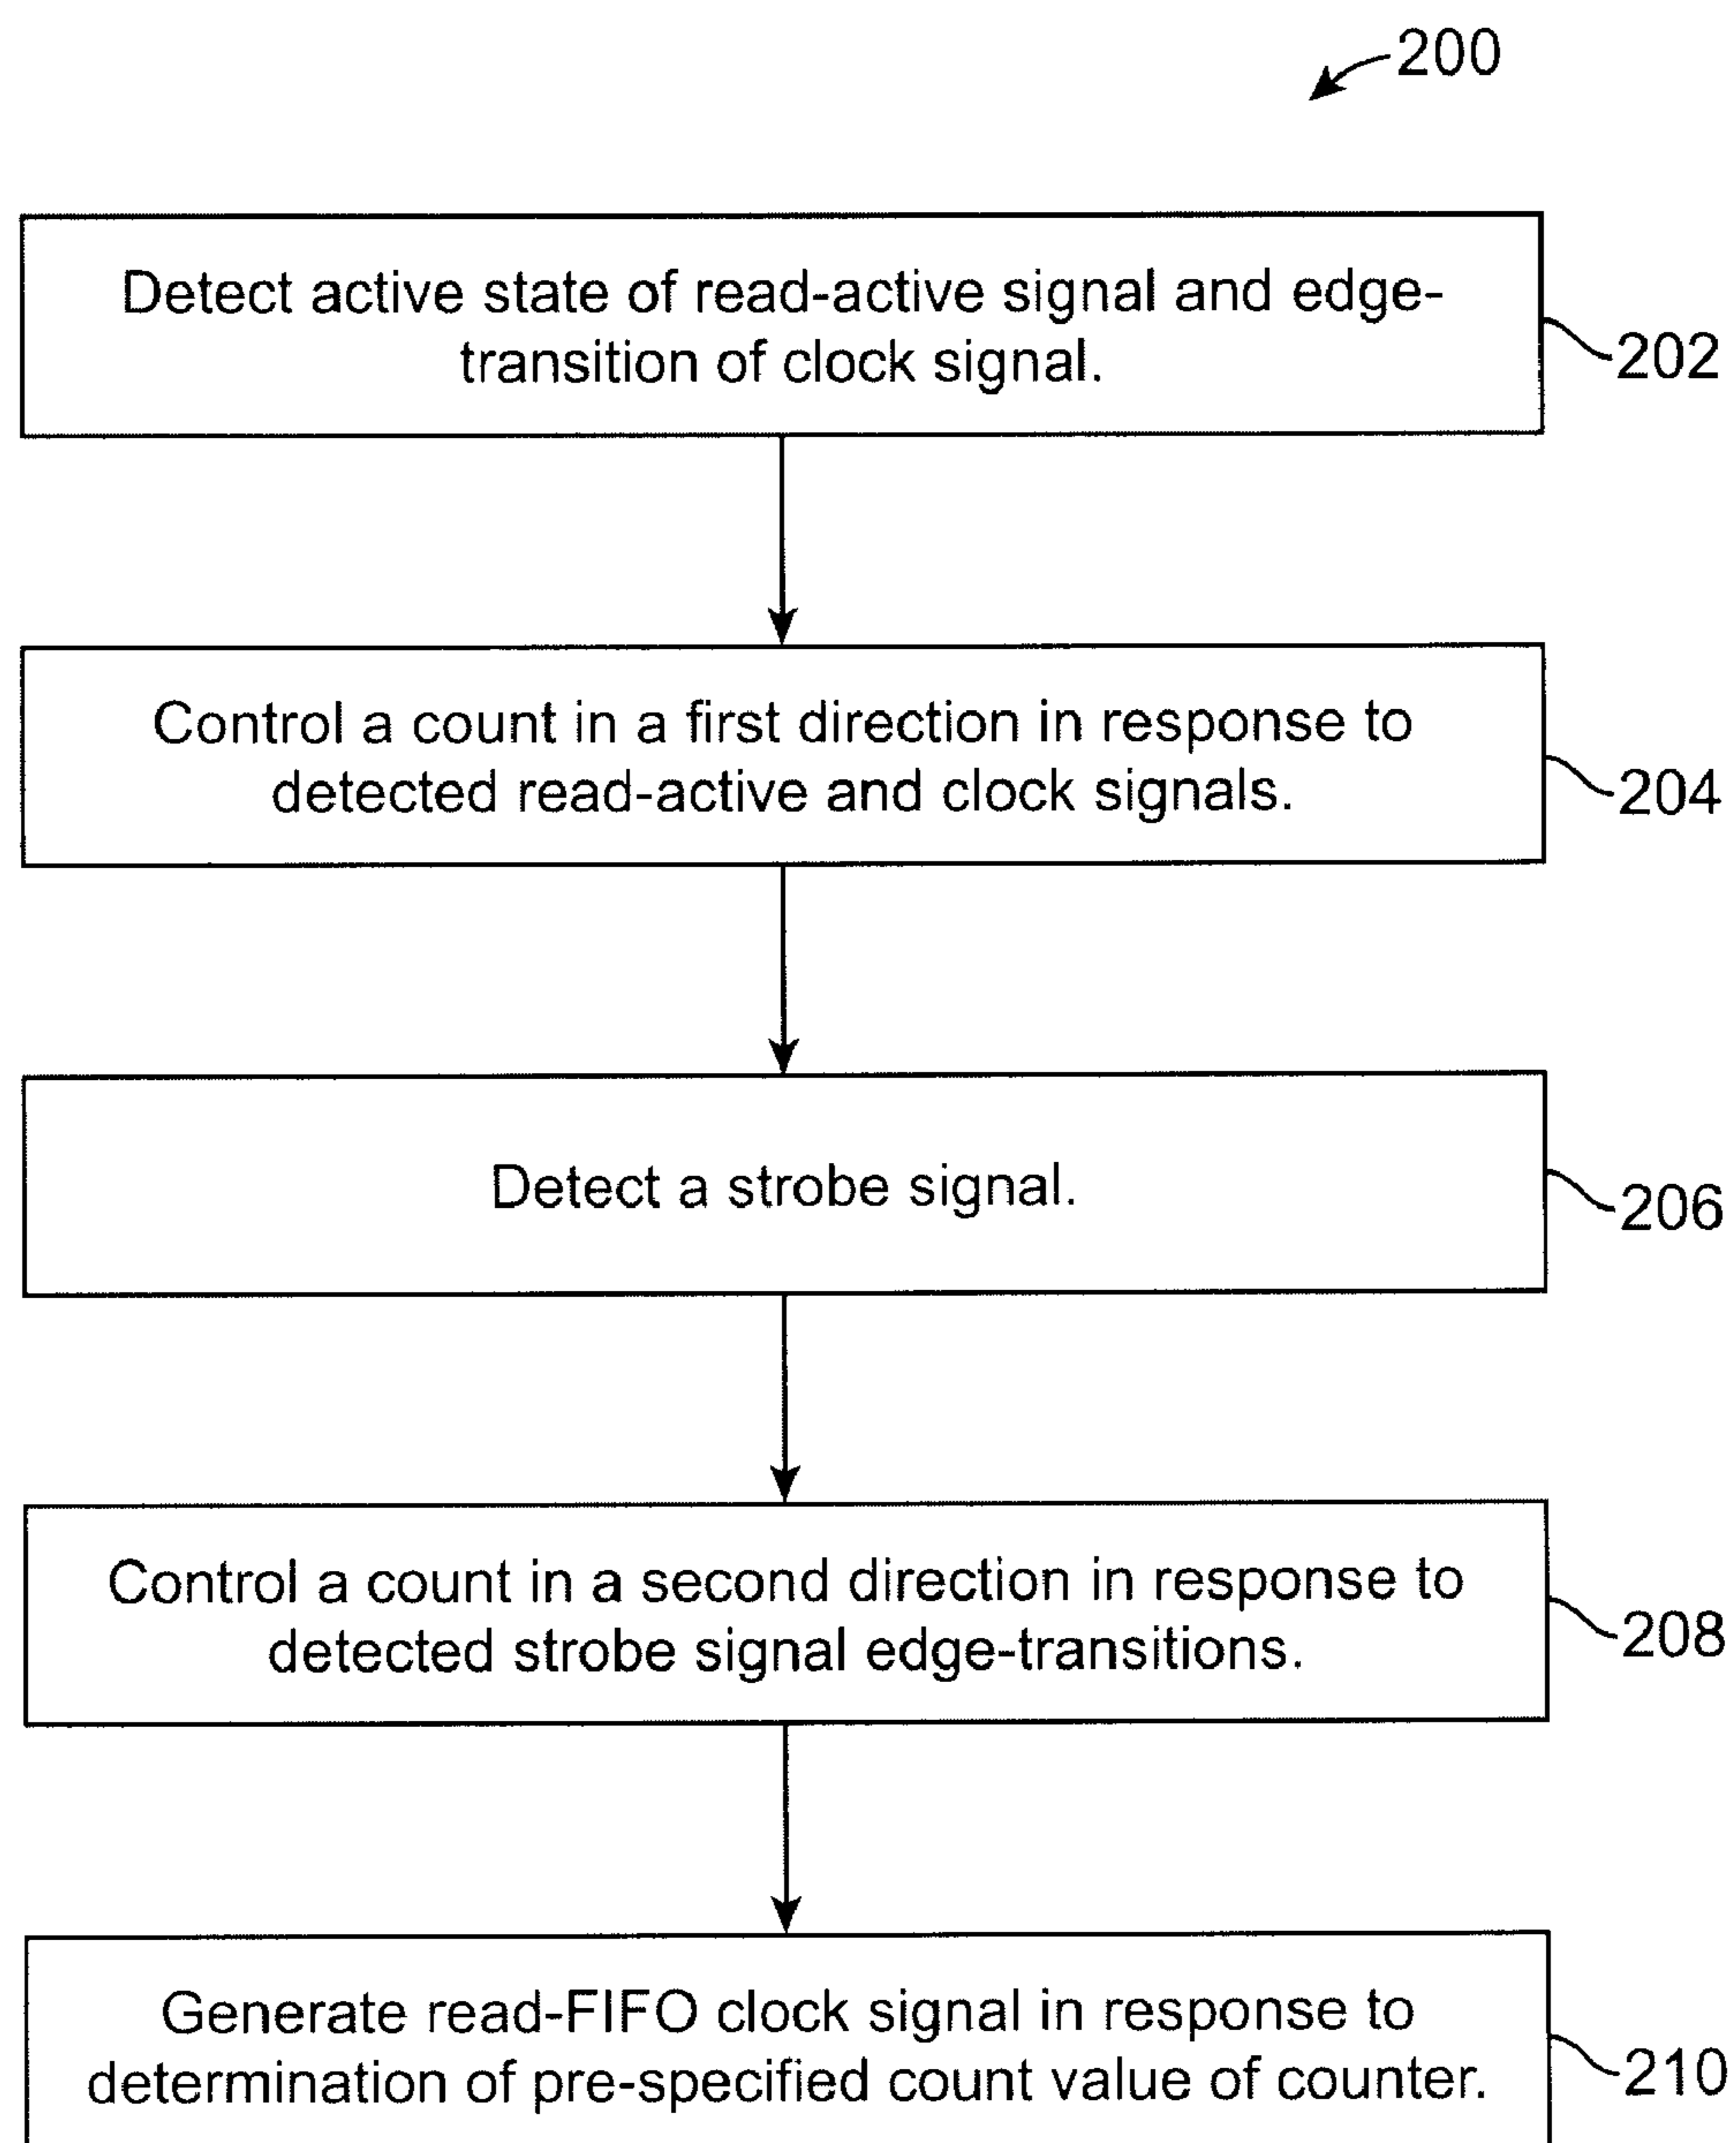 200
Detect active state of read-active signal and edge-
transition of clock signal.
202
Control a count in a first direction in response to
detected read-active and clock signals.
204
Detect a strobe signal.
206
Control a count in a second direction in response to
detected strobe signal edge-transitions.
208
Generate read-FIFO clock signal in response to
determination of pre-specified count value of counter.
210